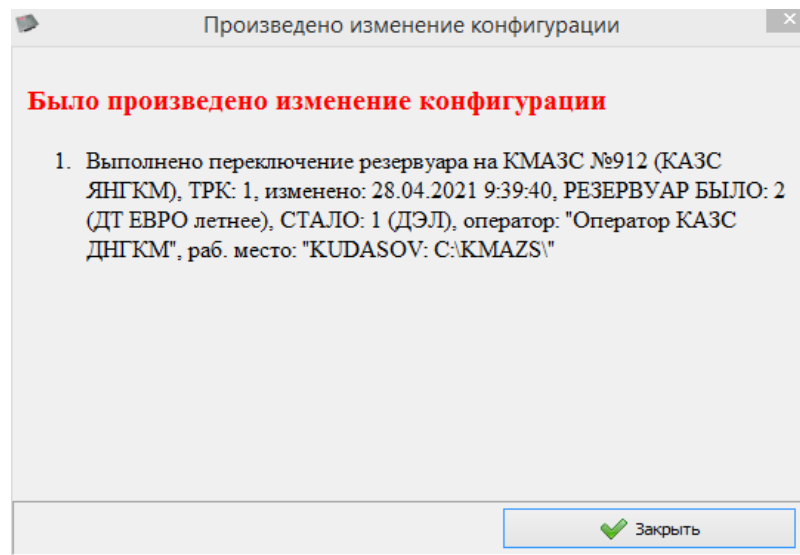 Произведено изменение конфигурации
Было произведено изменение конфигурации
1. Выполнено переключение резервуара на КМАЗС №912 (КАЗС
ЯНГКМ), ТРК: 1, изменено: 28.04.2021 9:39:40, РЕЗЕРВУАР БЫЛО: 2
(ДТ ЕВРО летнее), СТАЛО: 1 (ДЭЛ), оператор: "Оператор КАЗС
ДНГКМ", раб. место: "KUDASOV: C:\KMAZS\"
Закрыть